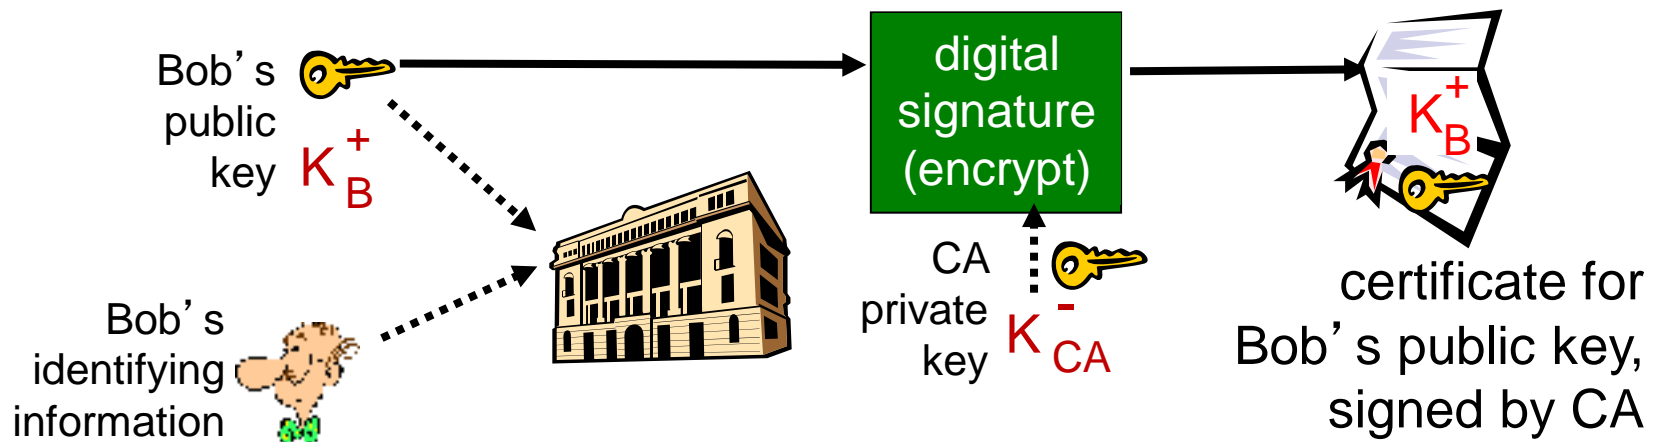 Bob’s
public
key
K+B
Bob’s
identifying
information
digital
signature
(encrypt)
CA
private
key
K-CA
K+B
certificate for
Bob’s public key,
signed by CA